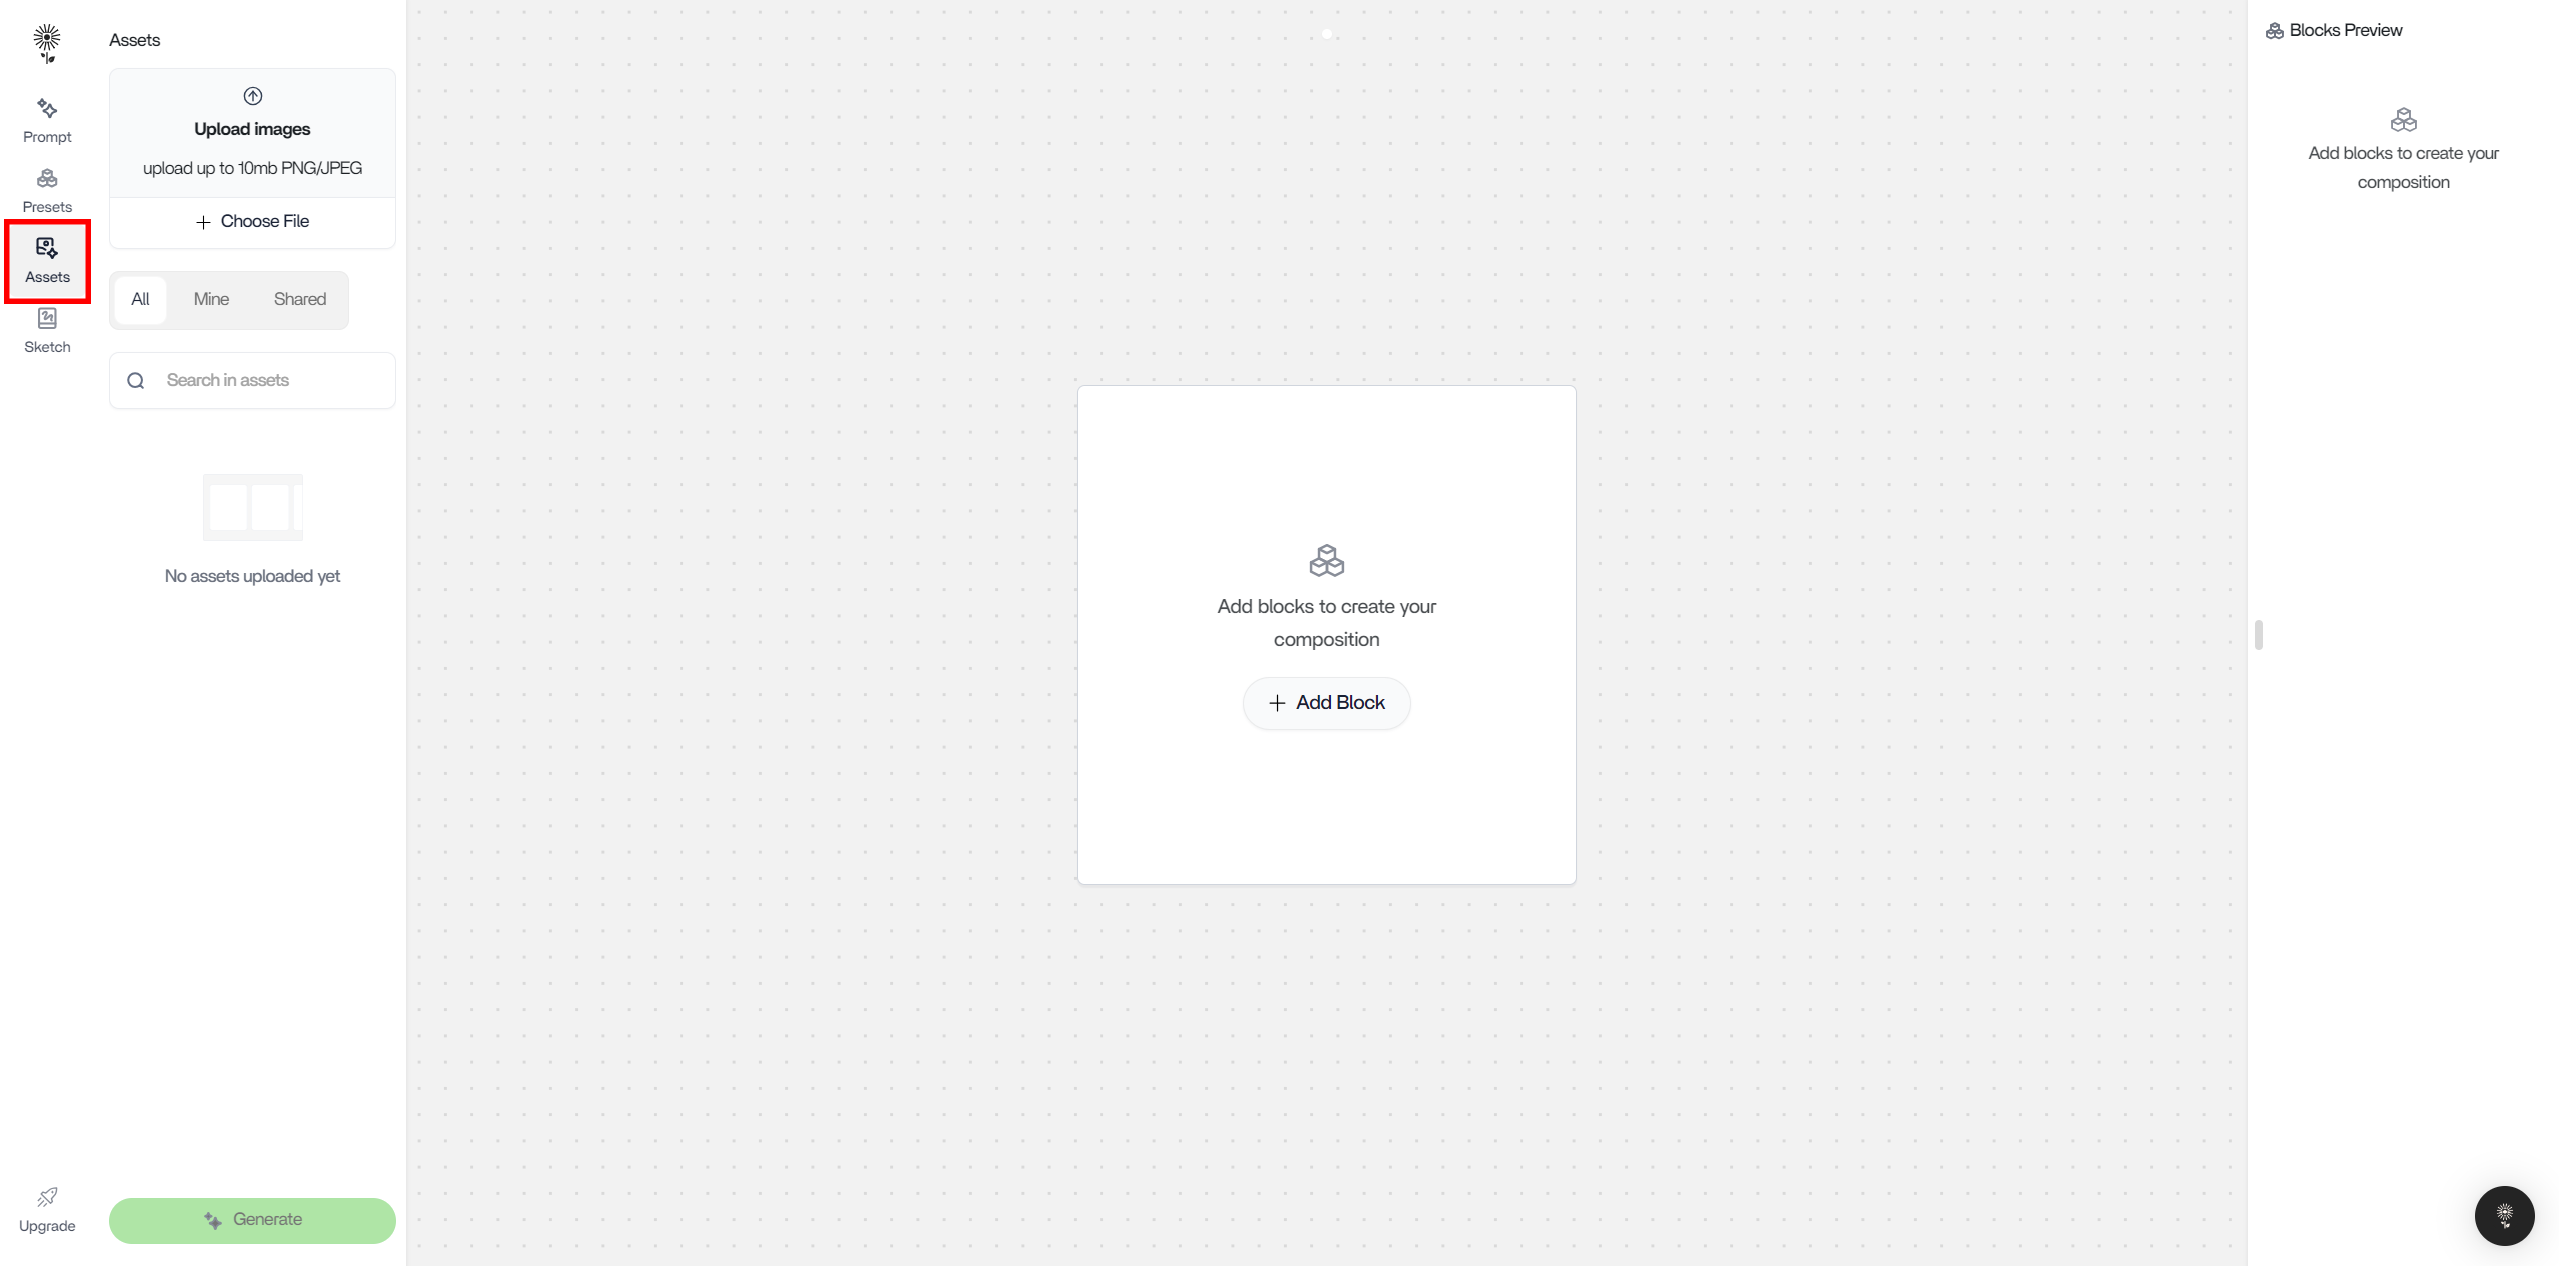 Prompt
Presets
Assets
Sketch
Upgrade
Assets
Upload images
upload up to 10mb PNG/JPEG
Choose File
All
Mine
Shared
Search in assets
No assets uploaded yet
Generate
Add blocks to create your
composition
Add Block
Blocks Preview
Add blocks to create your
composition